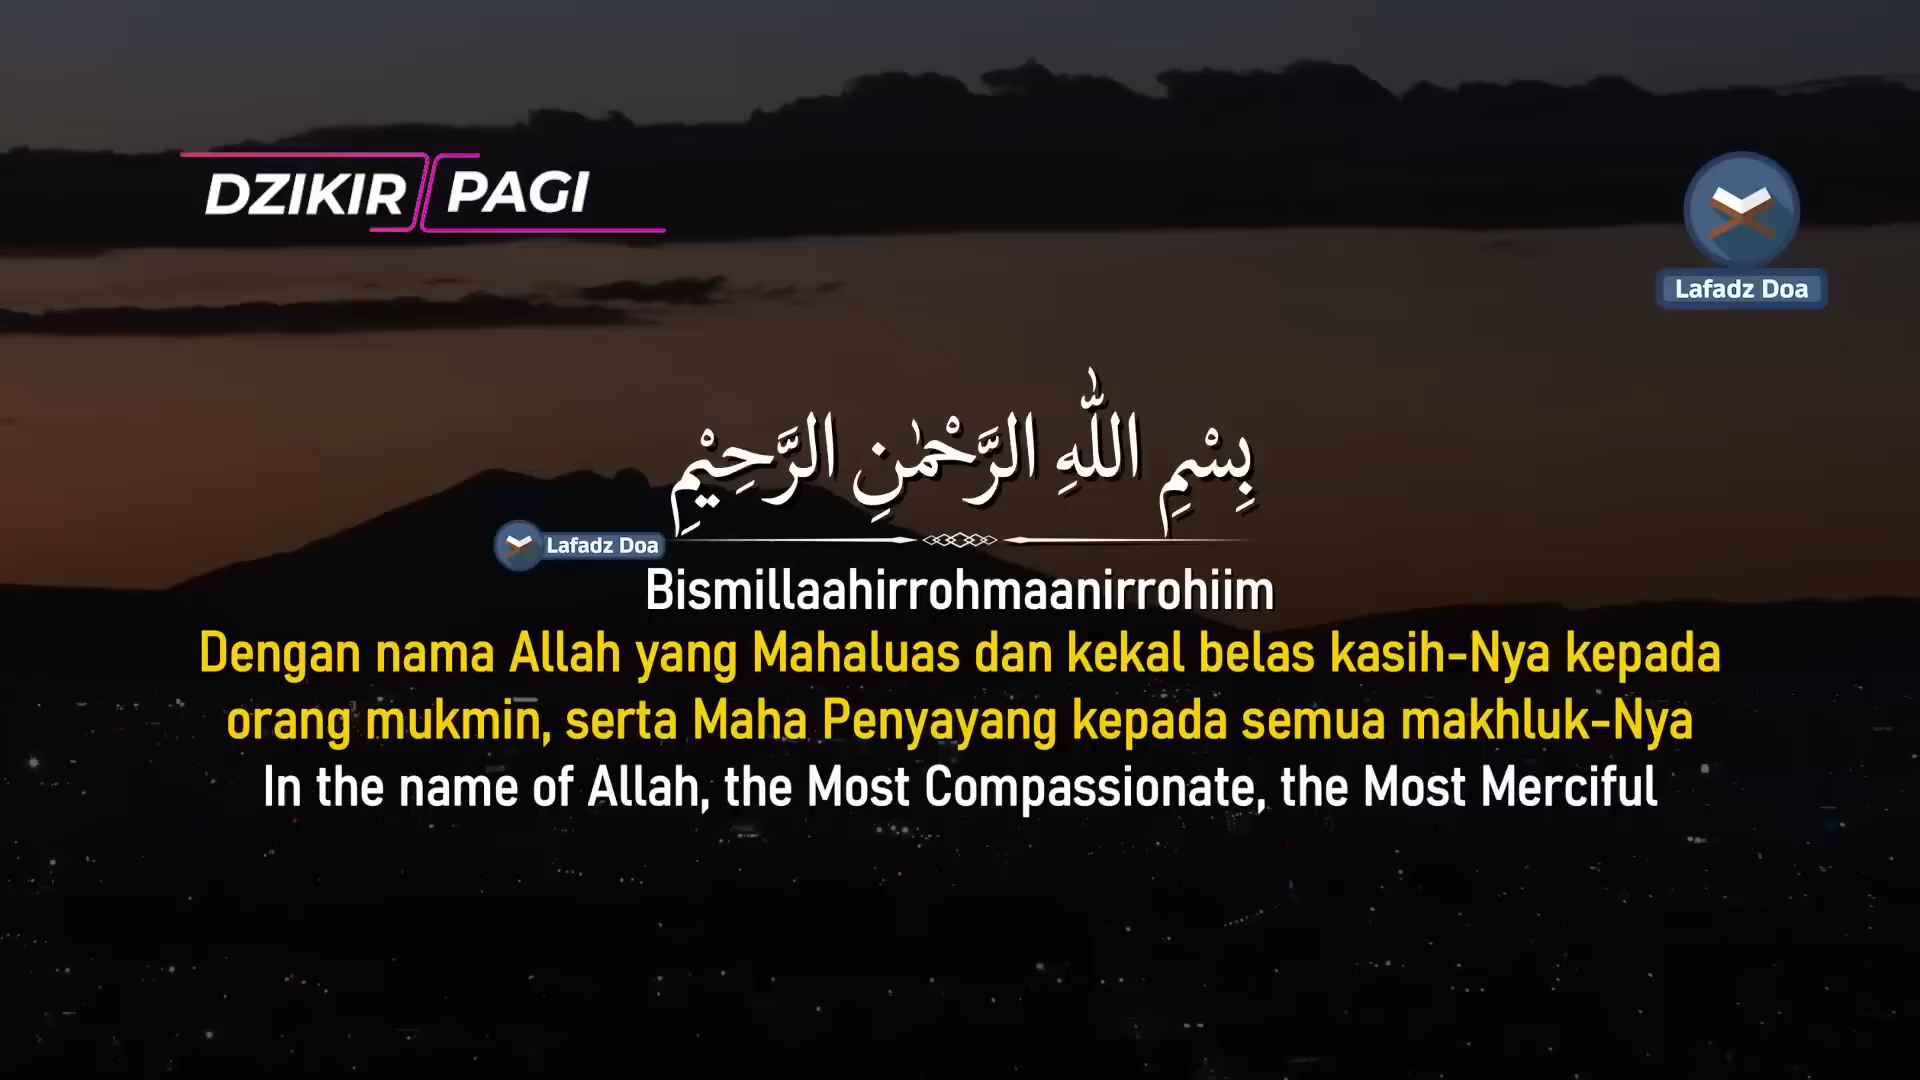 DZIKIR PAGI
Lafadz Doa
بِسْمِ اللّٰهِ الرَّحْمٰنِ الرَّحِيْمِ
Lafadz Doa
Bismillaahirrohmaanirrohiim
Dengan nama Allah yang Mahaluas dan kekal belas kasih-Nya kepada
orang mukmin, serta Maha Penyayang kepada semua makhluk-Nya
In the name of Allah, the Most Compassionate, the Most Merciful